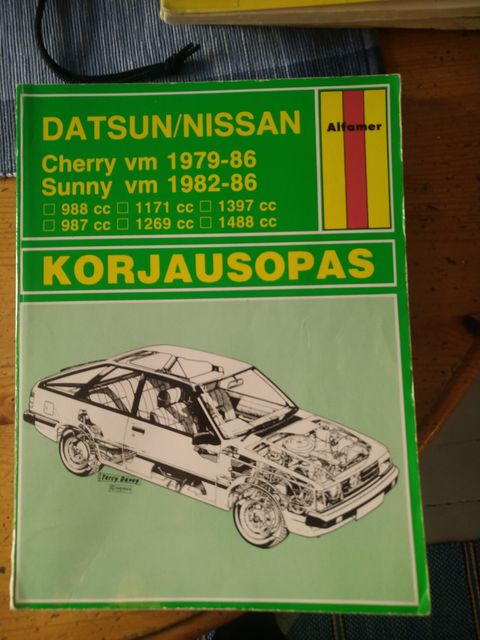 DATSUN/NISSAN
Alfamer
Cherry vm 1979-86
Sunny vm 1982-86
988 cc 1171 cc 1397 cc
987 cc 1269 cc 1488 cc
KORJAUSOPAS
Terry Davey